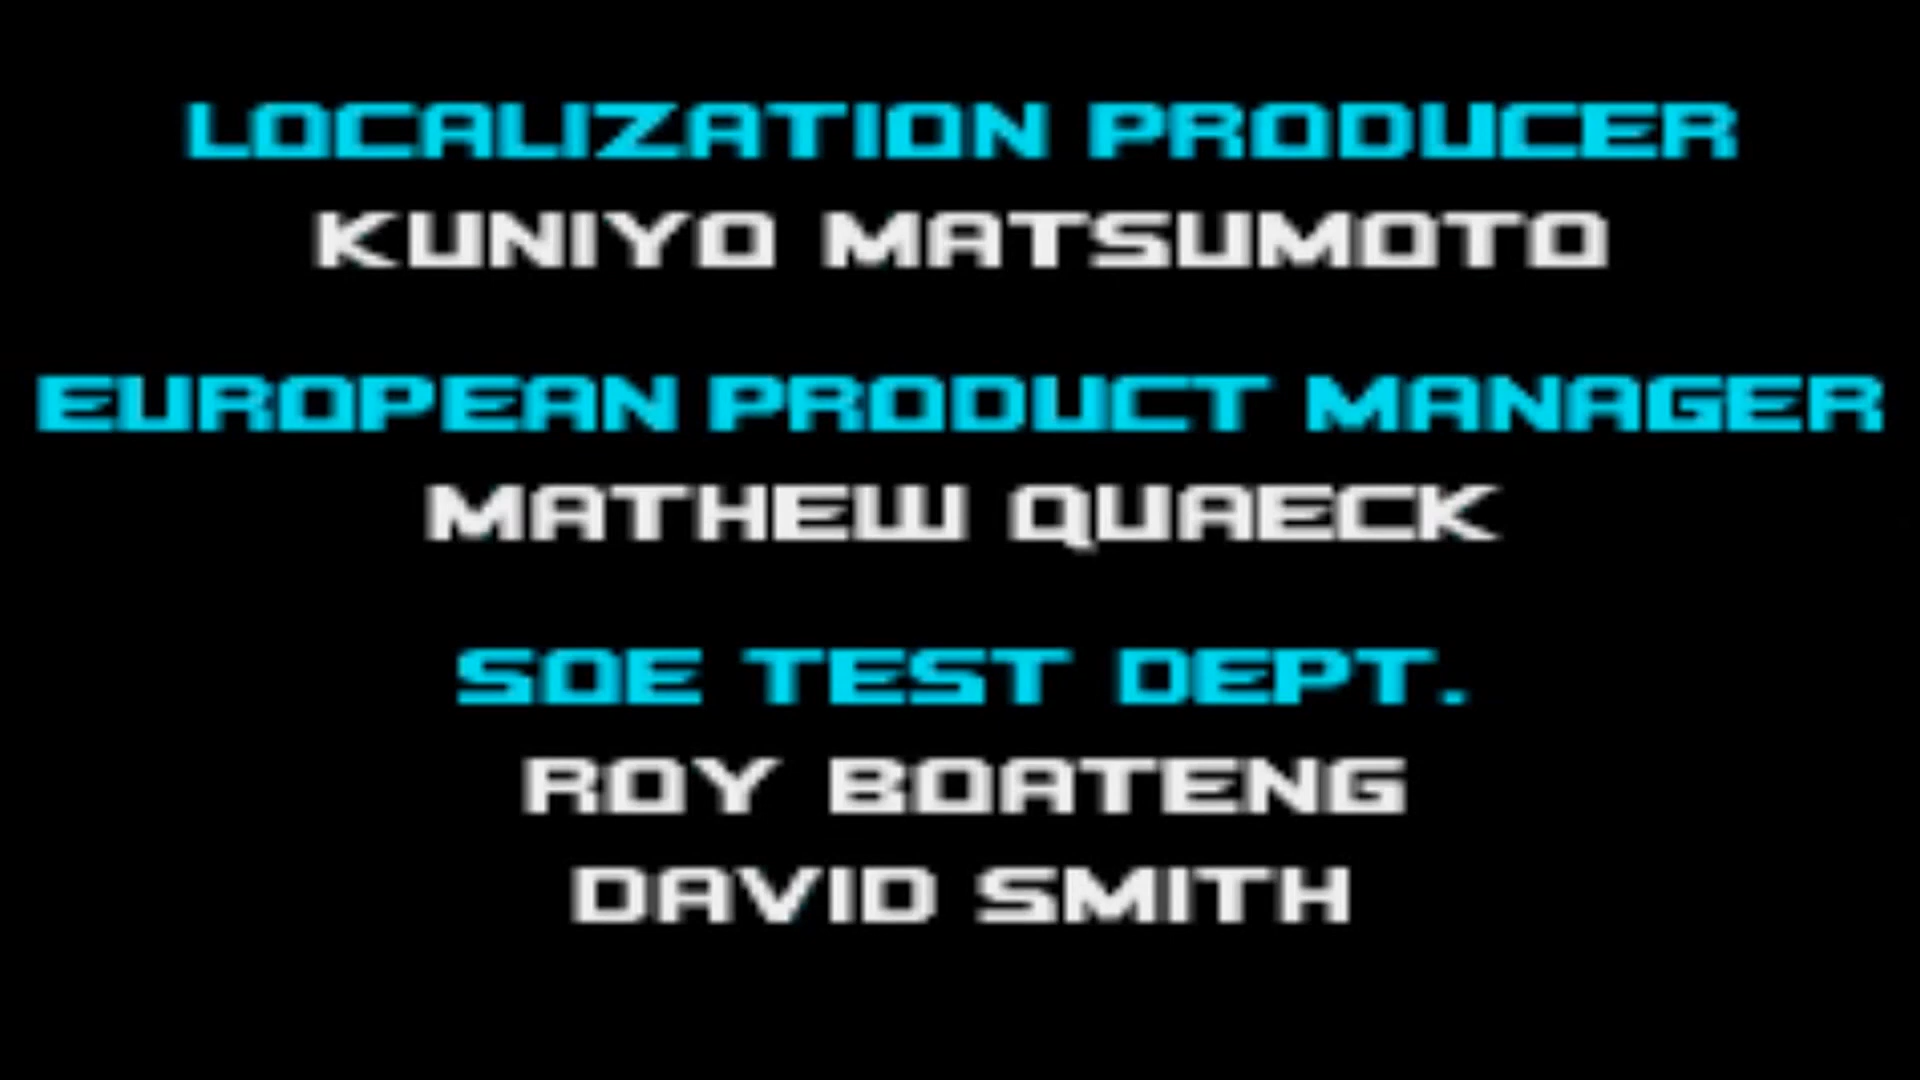 LOCALIZATION PRODUCER
KUNIYO MATSUMOTO
EUROPEAN PRODUCT MANAGER
MATHEW QUAECK
SOE TEST DEPT.
ROY BOATENG
DAVID SMITH